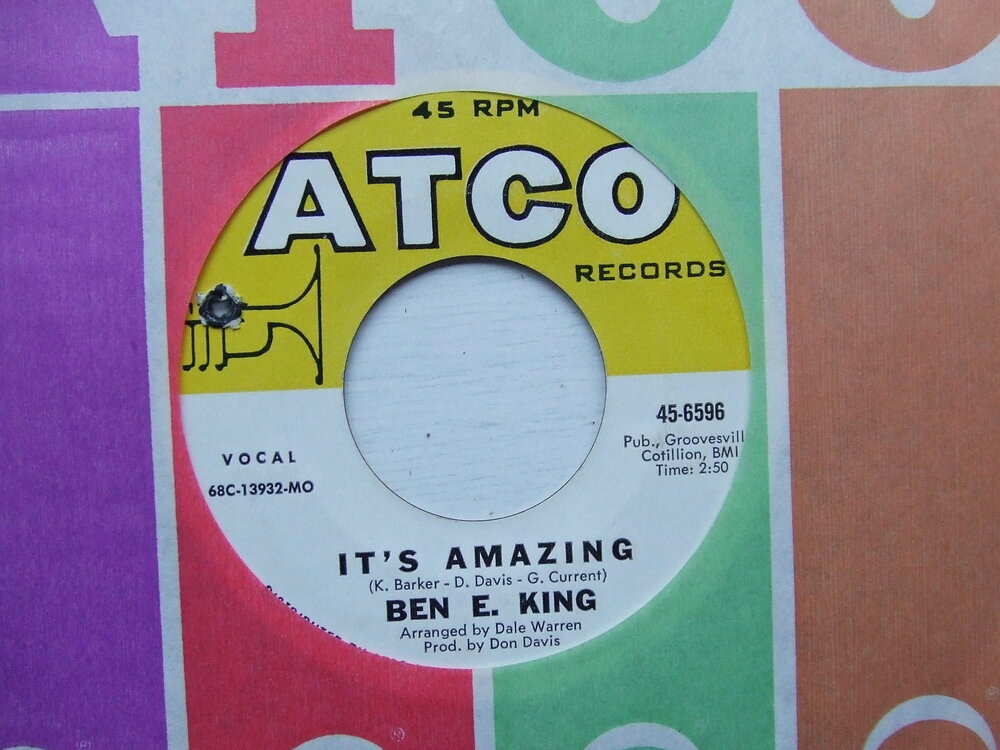 45 RPM
ATCO
RECORDS
45-6596
Pub., Groovesvill
Cotillion, BMI
Time: 2:50
VOCAL
68C-13932-MO
IT'S AMAZING
(K. Barker - D. Davis - G. Current)
BEN E. KING
Arranged by Dale Warren
Prod. by Don Davis